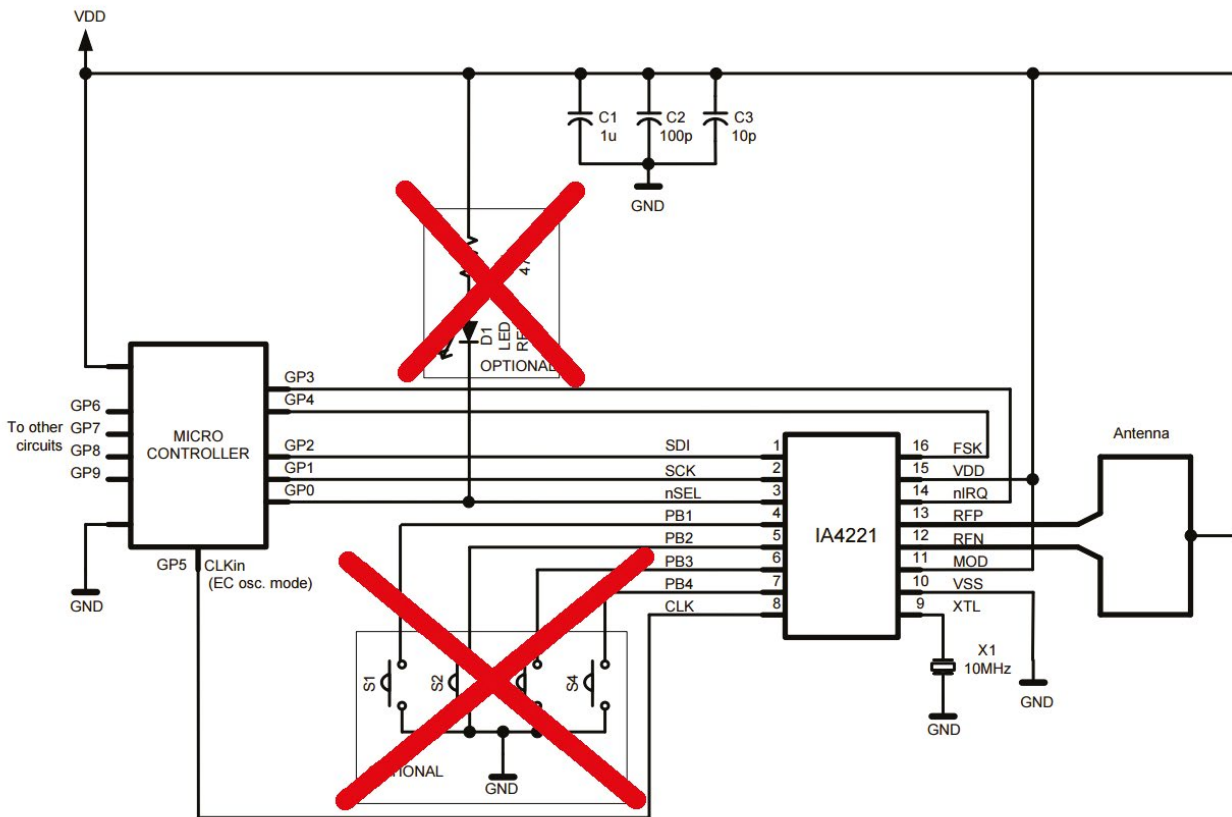 VDD
C1
1u
C2
100p
C3
10p
GND
D1
LED
OPTIONAL
GP3
GP4
GP2
GP1
GP0
GP6
GP7
GP8
GP9
To other
circuits
MICRO
CONTROLLER
GP5
CLKin
(EC osc. mode)
GND
SDI
SCK
nSEL
PB1
PB2
PB3
PB4
CLK
1
2
3
4
5
6
7
8
IA4221
16
15
14
13
12
11
10
9
FSK
VDD
nIRQ
RFP
RFN
MOD
VSS
XTL
Antenna
X1
10MHz
GND
GND
S1
S2
S4
GND